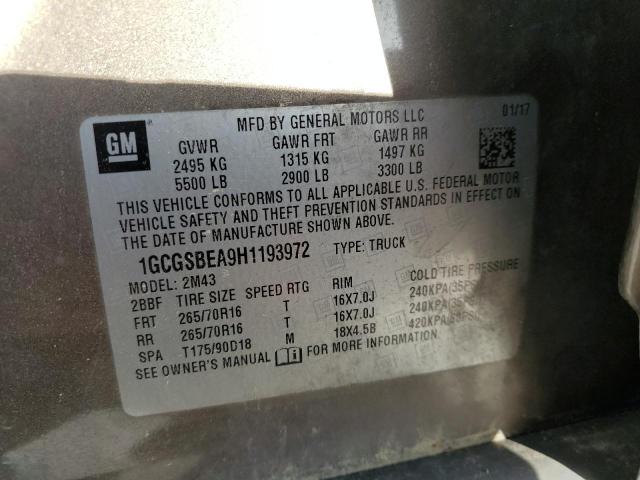 MFD BY GENERAL MOTORS LLC 01/17
GM
GVWR GAWR FRT GAWR RR
2495 KG 1315 KG 1497 KG
5500 LB 2900 LB 3300 LB
THIS VEHICLE CONFORMS TO ALL APPLICABLE U.S. FEDERAL MOTOR
VEHICLE SAFETY AND THEFT PREVENTION STANDARDS IN EFFECT ON
THE DATE OF MANUFACTURE SHOWN ABOVE.
1GCGSBEA9H1193972 TYPE: TRUCK
MODEL: 2M43
2BBF TIRE SIZE SPEED RTG RIM COLD TIRE PRESSURE
FRT 265/70R16 T 16X7.0J 240KPA/35PSI
RR 265/70R16 T 16X7.0J 240KPA/35PSI
SPA T175/90D18 M 18X4.5B 420KPA/60PSI
SEE OWNER'S MANUAL FOR MORE INFORMATION